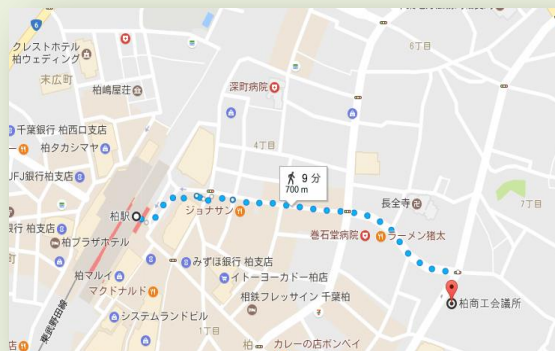 6丁目
クレストホテル
柏ウェディング
末広町
柏嶋屋荘
深町病院
千葉銀行 柏西口支店
柏タカシマヤ
4丁目
9 分
700 m
UFJ銀行柏支店
長全寺
7丁目
柏駅
ジョナサン
銀行 柏支店
柏プラザホテル
巻石堂病院
ラーメン猪太
みずほ銀行 柏支店
柏マルイ
イトーヨーカドー柏店
マクドナルド
相鉄フレッサイン 千葉柏
柏商工会議所
システムランドビル
東武野田線
1丁目
柏
カレーの店ボンベイ